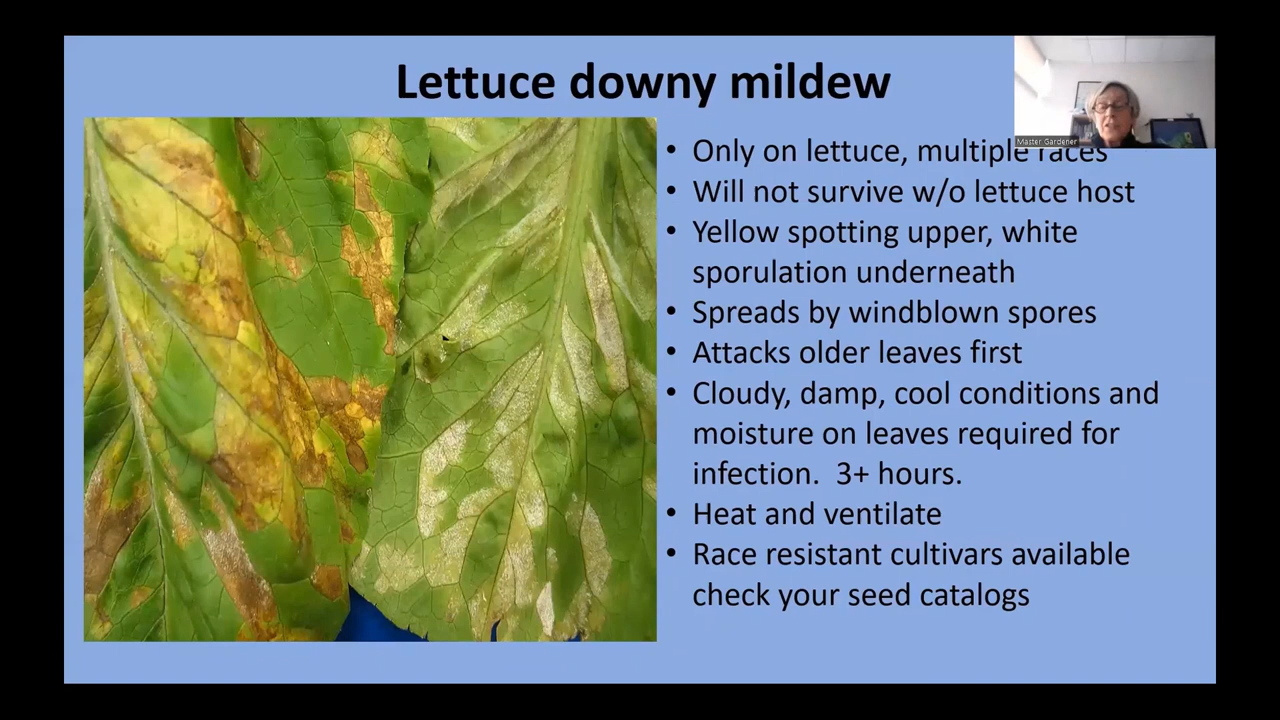 Lettuce downy mildew
Master Gardener
• Only on lettuce, multiple races
• Will not survive w/o lettuce host
• Yellow spotting upper, white
sporulation underneath
• Spreads by windblown spores
• Attacks older leaves first
• Cloudy, damp, cool conditions and
moisture on leaves required for
infection.  3+ hours.
• Heat and ventilate
• Race resistant cultivars available
check your seed catalogs